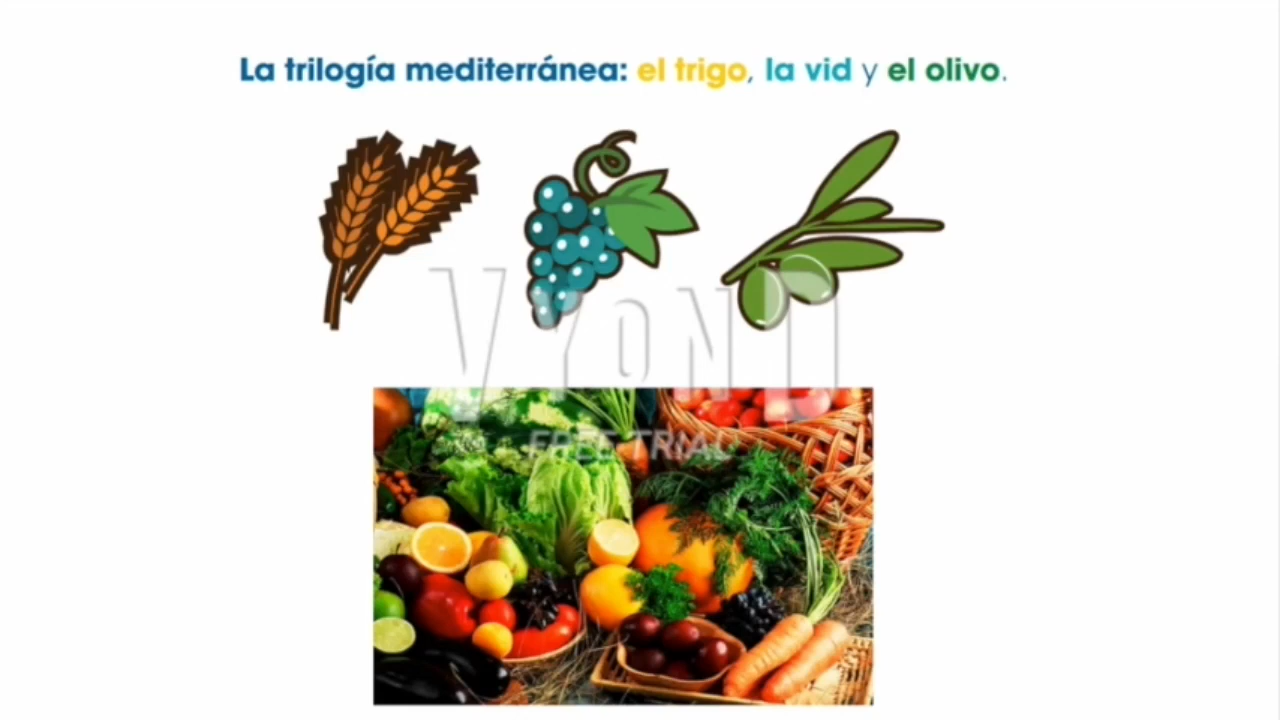 La trilogía mediterránea: el trigo, la vid y el olivo.
VYOND
FREE TRIAL